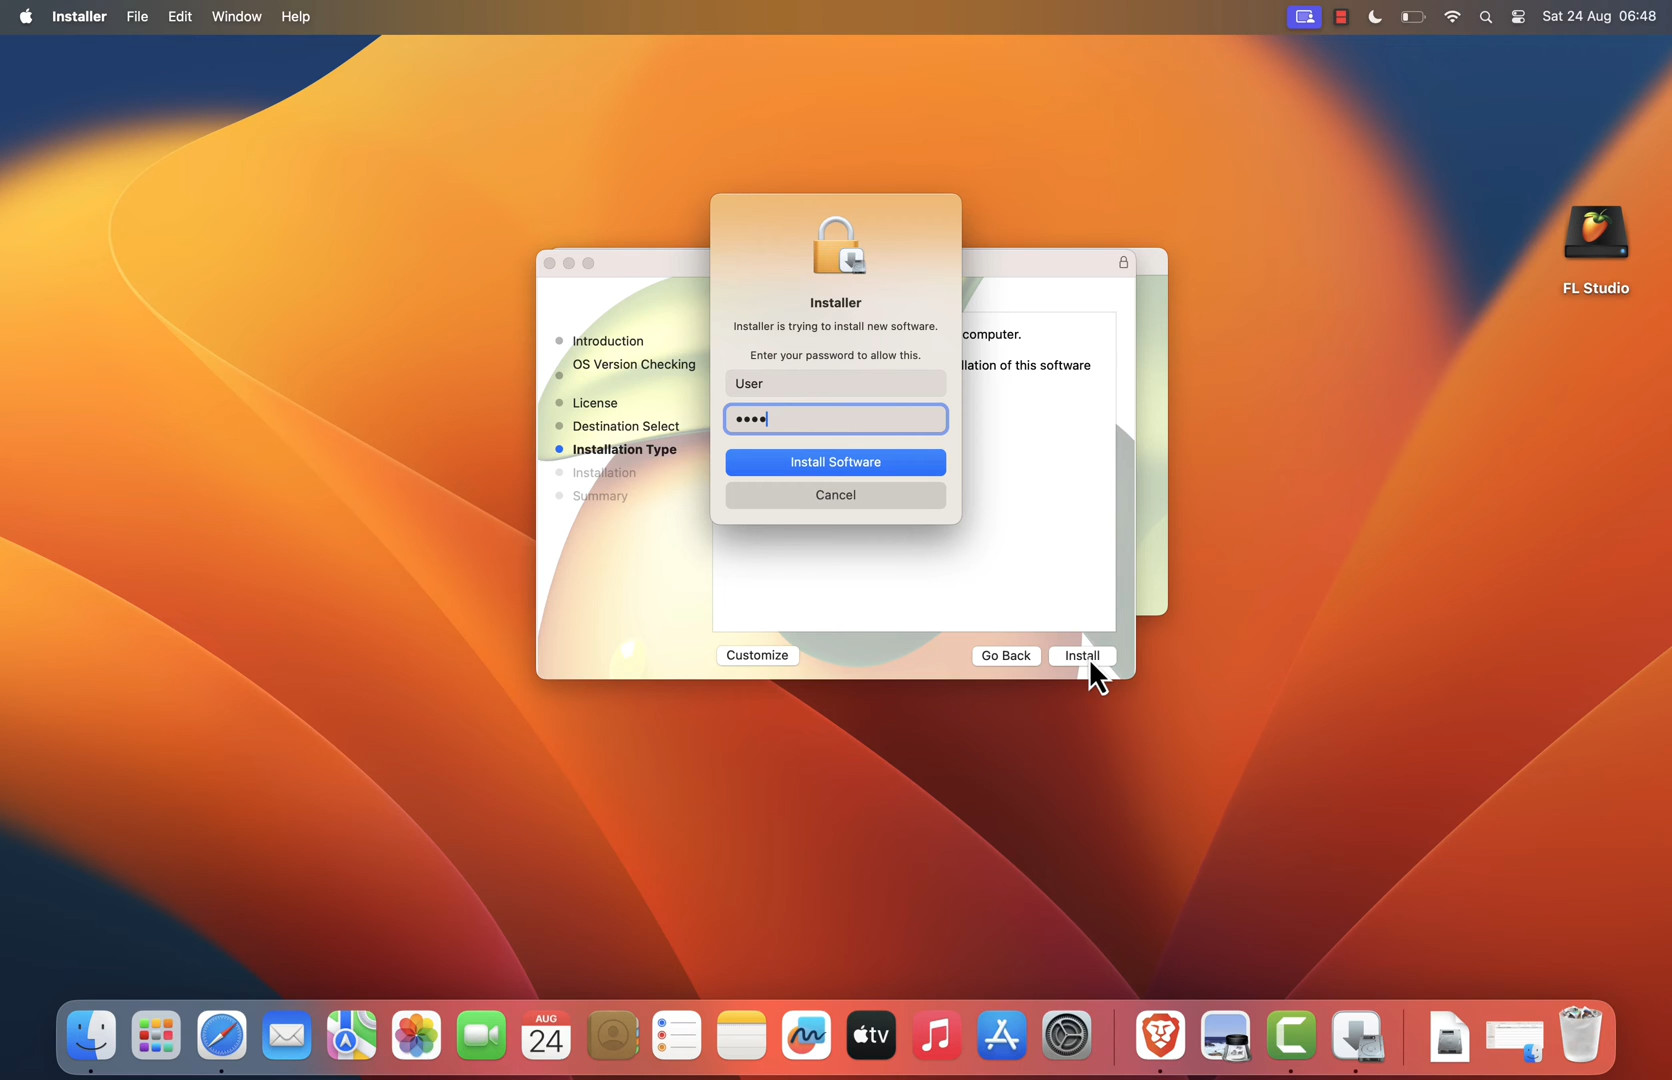 Installer File Edit Window Help Sat 24 Aug 06:48
FL Studio
Installer
Installer is trying to install new software.
Enter your password to allow this.
User
Install Software
Cancel
Introduction
OS Version Checking
License
Destination Select
Installation Type
Installation
Summary
computer.
llation of this software
Customize Go Back Install
AUG
24
tv